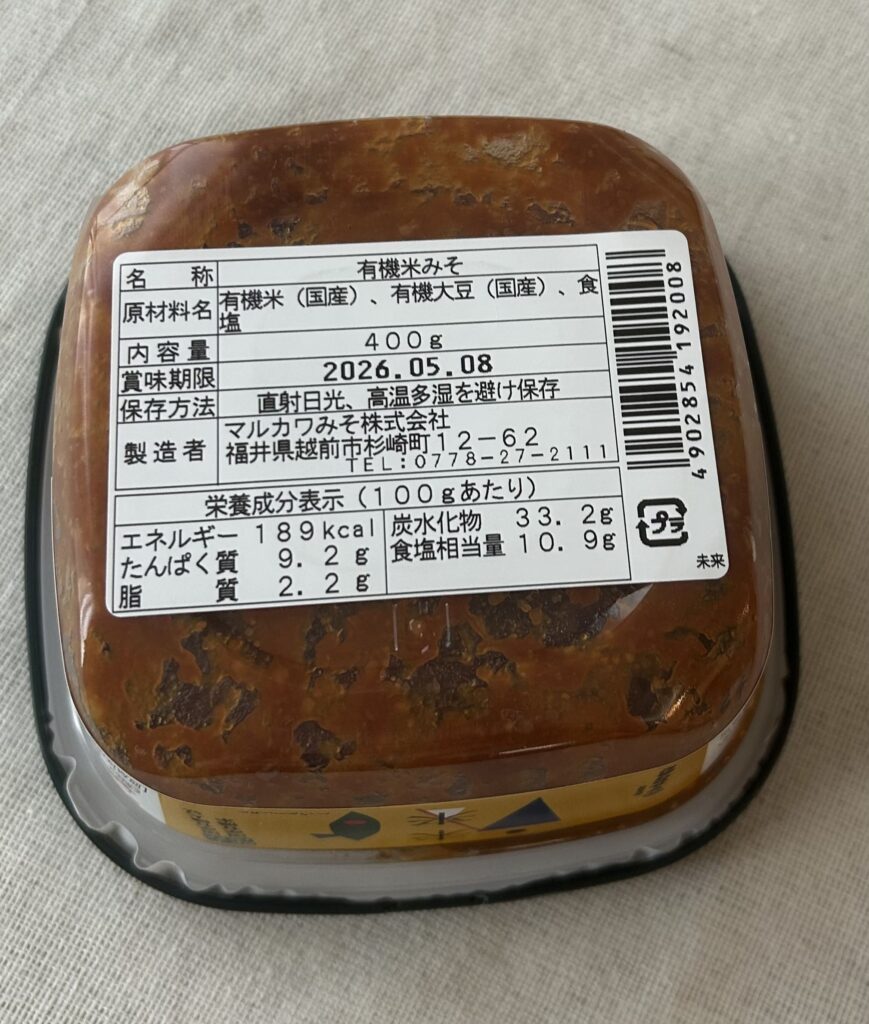 名 称 有機米みそ
原材料名 有機米（国産）、有機大豆（国産）、食
塩
内容量 400g
賞味期限 2026.05.08
保存方法 直射日光、高温多湿を避け保存
製造者 マルカワみそ株式会社
福井県越前市杉崎町12-62
TEL:0778-27-2111
栄養成分表示（100gあたり）
エネルギー 189kcal 炭水化物 33.2g
たんぱく質 9.2g 食塩相当量 10.9g
脂質 2.2g
4902854192008
プラ
未来